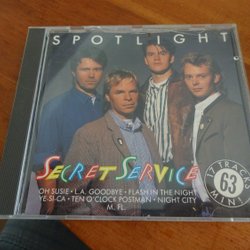 SPOTLIGHT
SECRET SERVICE
OH SUSIE • L.A. GOODBYE • FLASH IN THE NIGHT
YE-SI-CA • TEN O'CLOCK POSTMAN • NIGHT CITY
M. FL.
17 TRACKS
63
MINI